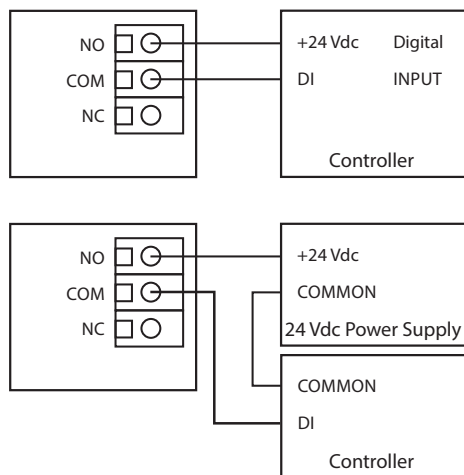 NO
+24 Vdc Digital
COM
DI INPUT
NC
Controller
NO
+24 Vdc
COM
COMMON
NC
24 Vdc Power Supply
COMMON
DI
Controller